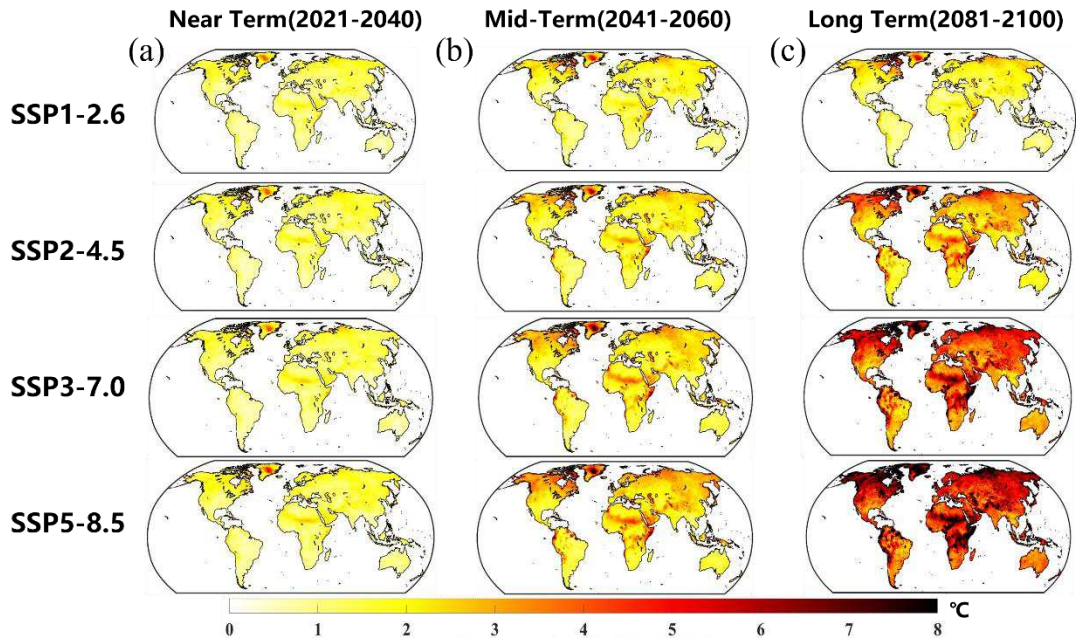 Near Term(2021-2040) Mid-Term(2041-2060) Long Term(2081-2100)
(a) (b) (c)
SSP1-2.6
SSP2-4.5
SSP3-7.0
SSP5-8.5
℃
0 1 2 3 4 5 6 7 8